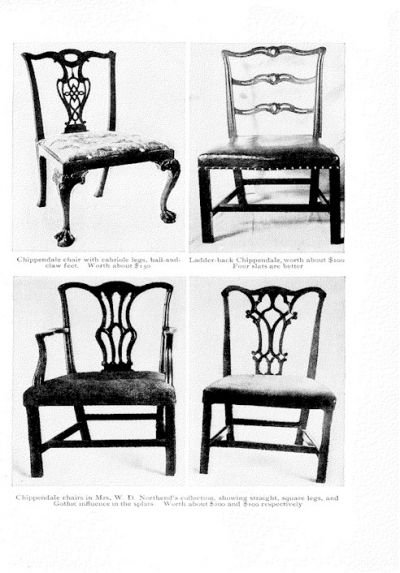 Chippendale chair with cabriole legs, ball-and-
claw feet. Worth about $150
Ladder-back Chippendale, worth about $100
Four slats are better
Chippendale chairs in Mrs. W. D. Northend's collection, showing straight, square legs, and
Gothic influence in the splats. Worth about and respectively